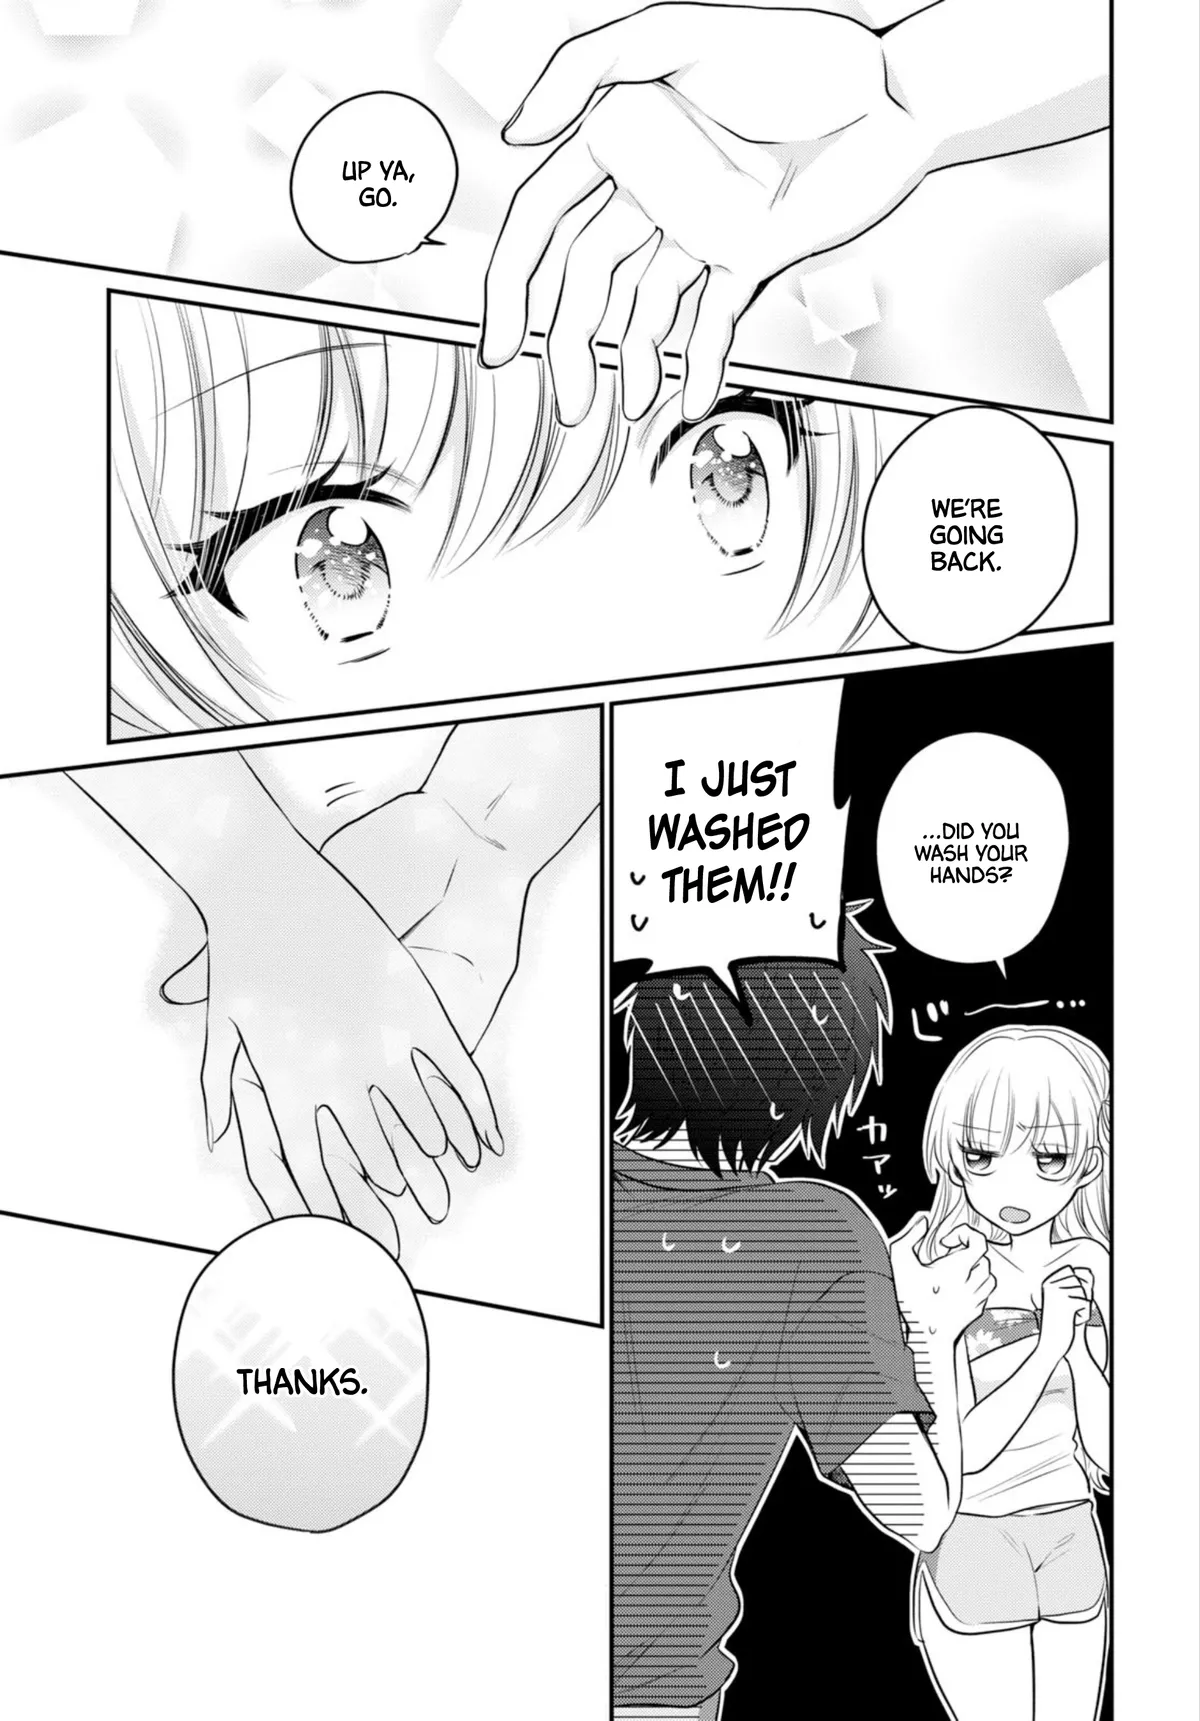 UP YA,
GO.
WE'RE
GOING
BACK.
...DID YOU
WASH YOUR
HANDS?
じー…
I JUST
WASHED
THEM!!
カアッ
THANKS.